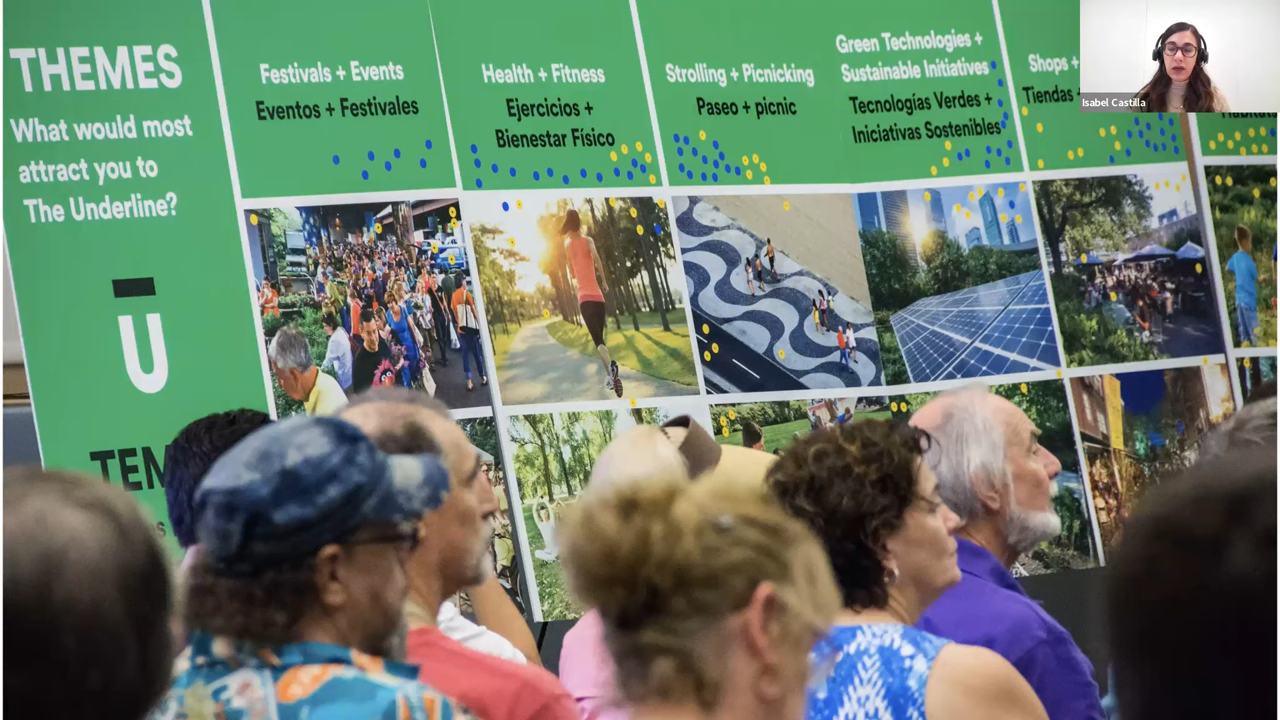 THEMES
What would most
attract you to
The Underline?
U
TEM
Festivals + Events
Eventos + Festivales
Health + Fitness
Ejercicios +
Bienestar Físico
Strolling + Picnicking
Paseo + picnic
Green Technologies +
Sustainable Initiatives
Tecnologías Verdes +
Iniciativas Sostenibles
Shops +
Tiendas
Isabel Castilla